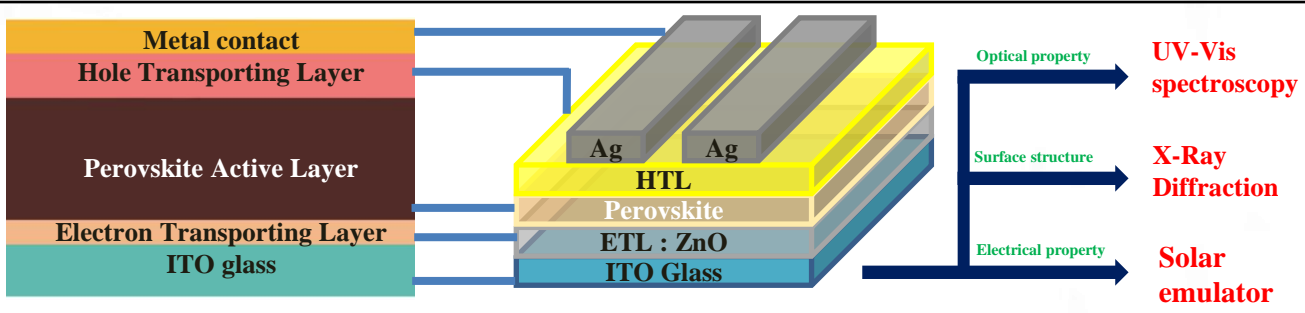 Metal contact
Hole Transporting Layer
Perovskite Active Layer
Electron Transporting Layer
ITO glass
Ag
Ag
HTL
Perovskite
ETL : ZnO
ITO Glass
Optical property
UV-Vis
spectroscopy
Surface structure
X-Ray
Diffraction
Electrical property
Solar
emulator